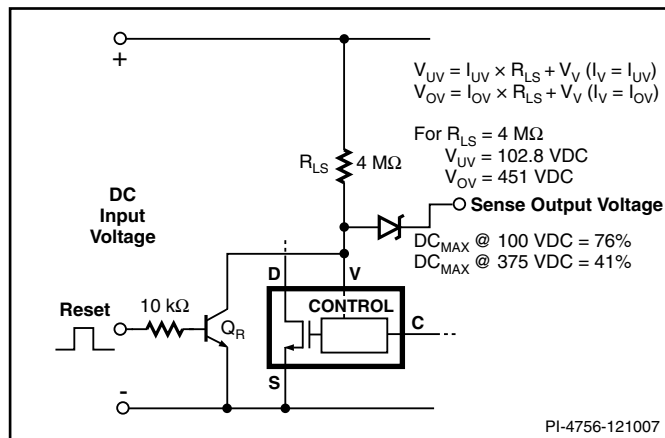 +
V_UV = I_UV × R_LS + V_V (I_V = I_UV)
V_OV = I_OV × R_LS + V_V (I_V = I_OV)
For R_LS = 4 MΩ
V_UV = 102.8 VDC
V_OV = 451 VDC
R_LS 4 MΩ
DC
Input
Voltage
Sense Output Voltage
DC_MAX @ 100 VDC = 76%
DC_MAX @ 375 VDC = 41%
D V
CONTROL
Reset
10 kΩ
Q_R
C
S
-
PI-4756-121007